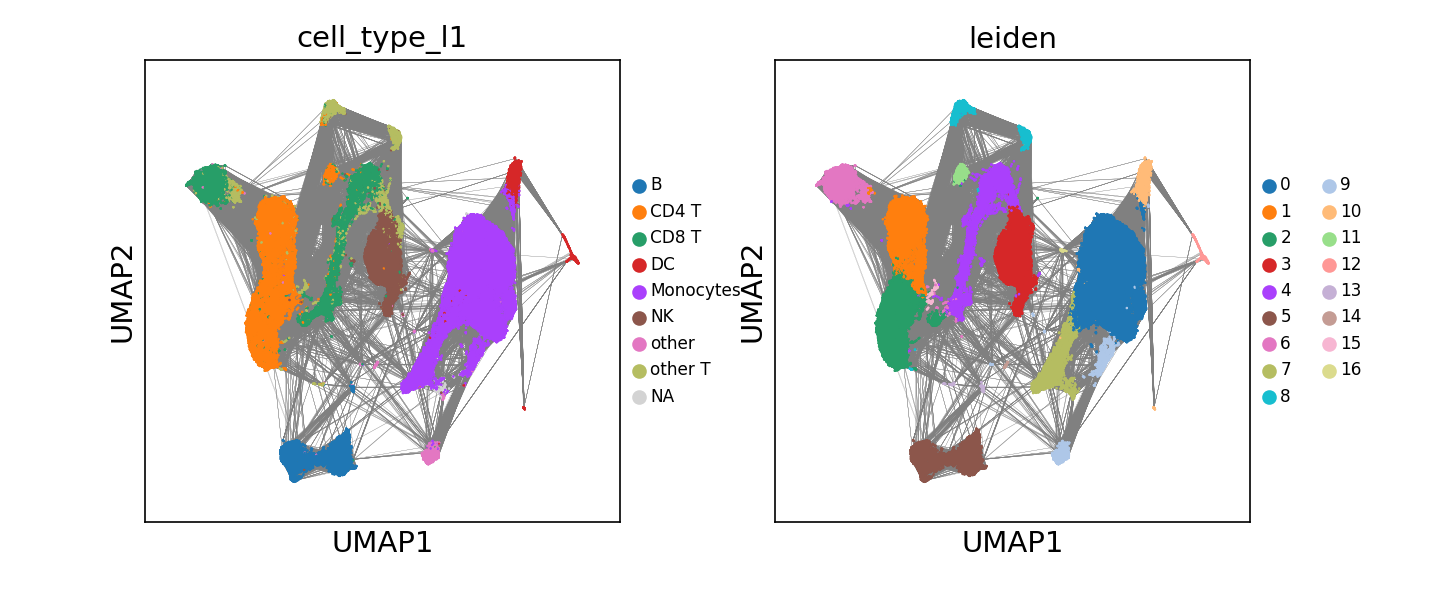 cell_type_l1
UMAP2
UMAP1
B
CD4 T
CD8 T
DC
Monocytes
NK
other
other T
NA
leiden
UMAP2
UMAP1
0
1
2
3
4
5
6
7
8
9
10
11
12
13
14
15
16